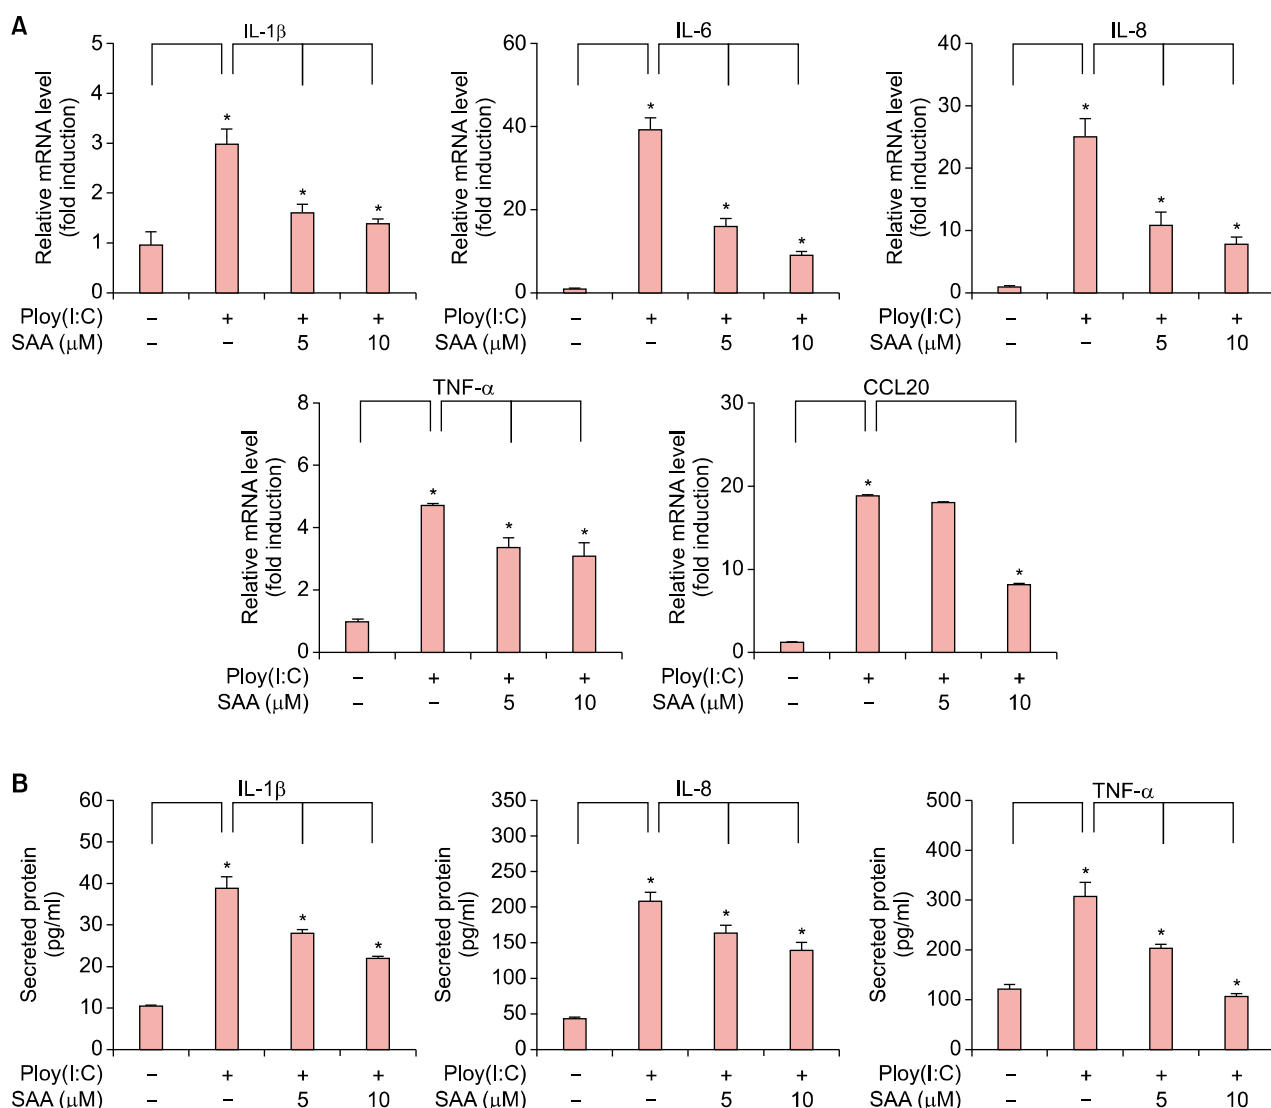 A
IL-1β
Relative mRNA level
(fold induction)
5
4
3
2
1
0
*
*
*
Ploy(I:C) – + + +
SAA (μM) – – 5 10
IL-6
Relative mRNA level
(fold induction)
60
40
20
0
*
*
*
Ploy(I:C) – + + +
SAA (μM) – – 5 10
IL-8
Relative mRNA level
(fold induction)
40
30
20
10
0
*
*
*
Ploy(I:C) – + + +
SAA (μM) – – 5 10
TNF-α
Relative mRNA level
(fold induction)
8
6
4
2
0
*
*
*
Ploy(I:C) – + + +
SAA (μM) – – 5 10
CCL20
Relative mRNA level
(fold induction)
30
20
10
0
*
*
Ploy(I:C) – + + +
SAA (μM) – – 5 10
B
IL-1β
Secreted protein
(pg/ml)
60
50
40
30
20
10
0
*
*
*
Ploy(I:C) – + + +
SAA (μM) – – 5 10
IL-8
Secreted protein
(pg/ml)
350
300
250
200
150
100
50
0
*
*
*
Ploy(I:C) – + + +
SAA (μM) – – 5 10
TNF-α
Secreted protein
(pg/ml)
500
400
300
200
100
0
*
*
*
Ploy(I:C) – + + +
SAA (μM) – – 5 10